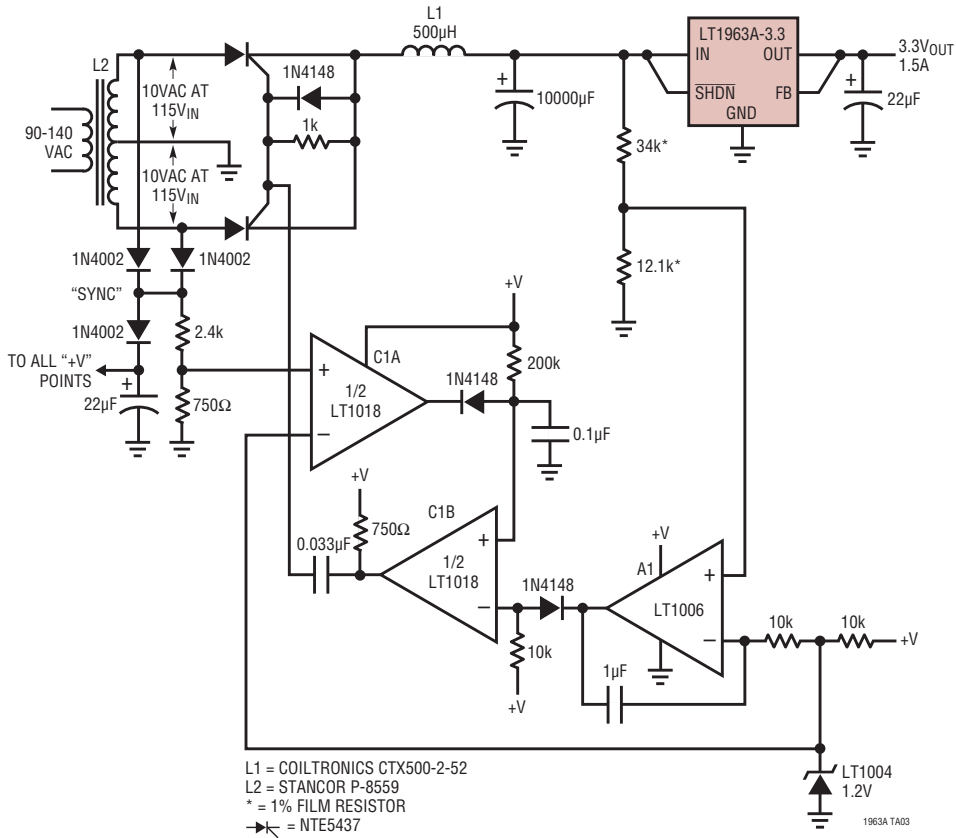 L1
500µH
LT1963A-3.3
IN
OUT
SHDN
FB
GND
3.3VOUT
1.5A
+
22µF
+
10000µF
1N4148
1k
L2
10VAC AT
115VIN
90-140
VAC
10VAC AT
115VIN
34k*
12.1k*
1N4002
1N4002
"SYNC"
1N4002
2.4k
TO ALL "+V"
POINTS
+
22µF
750Ω
+V
C1A
+
1/2
LT1018
–
200k
1N4148
0.1µF
+V
750Ω
0.033µF
C1B
+
1/2
LT1018
–
1N4148
10k
+V
+V
A1
+
LT1006
–
10k
10k
+V
1µF
LT1004
1.2V
L1 = COILTRONICS CTX500-2-52
L2 = STANCOR P-8559
* = 1% FILM RESISTOR
= NTE5437
1963A TA03